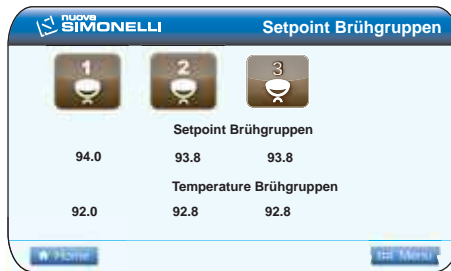 nuova
SIMONELLI
Setpoint Brühgruppen
1 2 3
Setpoint Brühgruppen
94.0 93.8 93.8
Temperature Brühgruppen
92.0 92.8 92.8
Home Menu